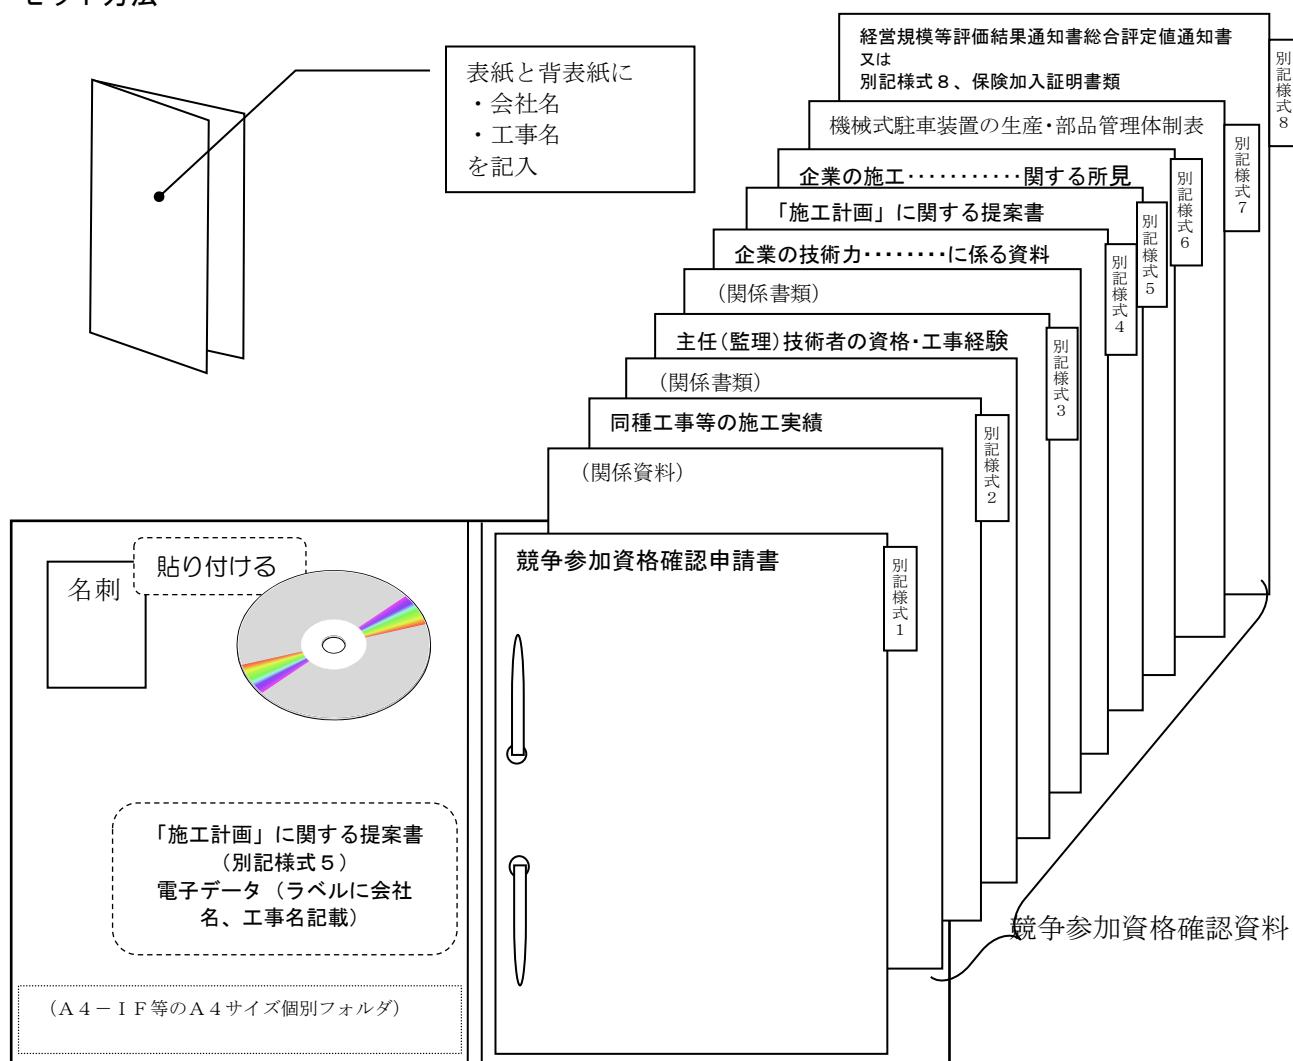 セット方法
表紙と背表紙に
・会社名
・工事名
を記入
経営規模等評価結果通知書総合評定値通知書
又は
別記様式８、保険加入証明書類
別記様式８
機械式駐車装置の生産・部品管理体制表
別記様式７
企業の施工‥‥‥‥‥‥関する所見
別記様式６
「施工計画」に関する提案書
別記様式５
企業の技術力‥‥‥‥に係る資料
別記様式４
（関係書類）
主任（監理）技術者の資格・工事経験
別記様式３
（関係書類）
同種工事等の施工実績
別記様式２
（関係資料）
競争参加資格確認申請書
別記様式１
名刺
貼り付ける
「施工計画」に関する提案書
（別記様式５）
電子データ（ラベルに会社
名、工事名記載）
（Ａ４－ＩＦ等のＡ４サイズ個別フォルダ）
競争参加資格確認資料